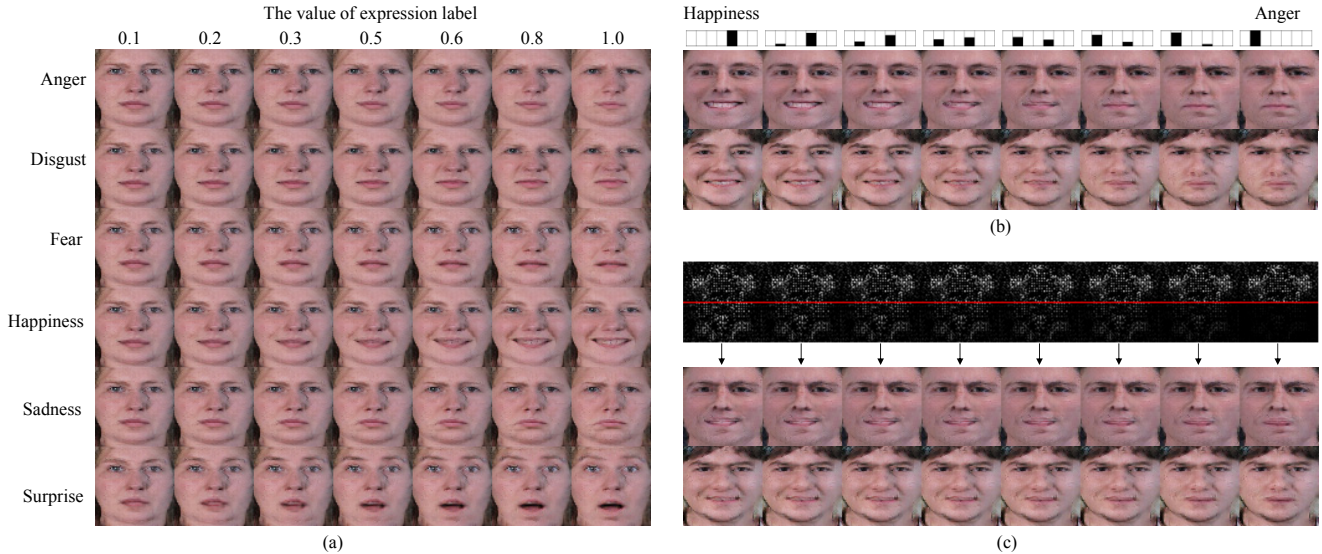 The value of expression label
0.1 0.2 0.3 0.5 0.6 0.8 1.0
Anger
Disgust
Fear
Happiness
Sadness
Surprise
(a)
Happiness Anger
(b)
(c)